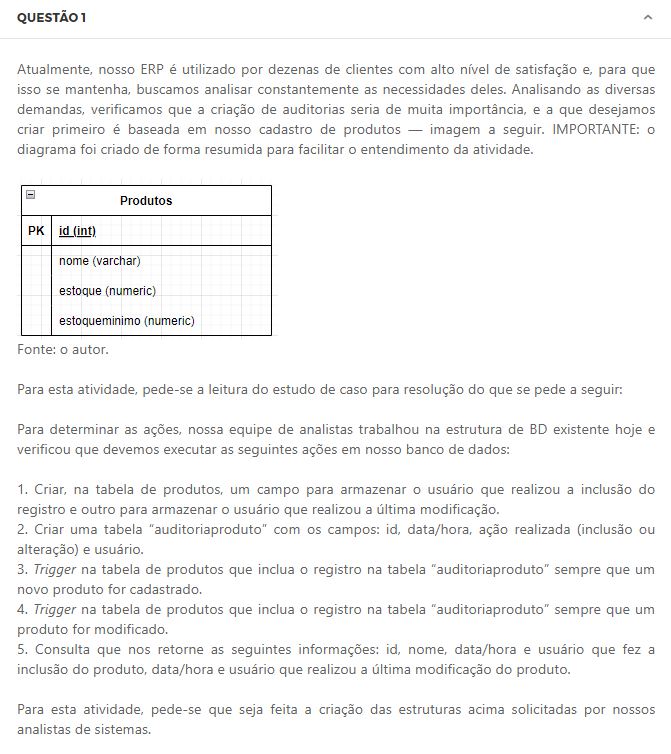 QUESTÃO 1
Atualmente, nosso ERP é utilizado por dezenas de clientes com alto nível de satisfação e, para que
isso se mantenha, buscamos analisar constantemente as necessidades deles. Analisando as diversas
demandas, verificamos que a criação de auditorias seria de muita importância, e a que desejamos
criar primeiro é baseada em nosso cadastro de produtos — imagem a seguir. IMPORTANTE: o
diagrama foi criado de forma resumida para facilitar o entendimento da atividade.
Produtos
PK id (int)
nome (varchar)
estoque (numeric)
estoqueminimo (numeric)
Fonte: o autor.
Para esta atividade, pede-se a leitura do estudo de caso para resolução do que se pede a seguir:
Para determinar as ações, nossa equipe de analistas trabalhou na estrutura de BD existente hoje e
verificou que devemos executar as seguintes ações em nosso banco de dados:
1. Criar, na tabela de produtos, um campo para armazenar o usuário que realizou a inclusão do
registro e outro para armazenar o usuário que realizou a última modificação.
2. Criar uma tabela “auditoriaproduto” com os campos: id, data/hora, ação realizada (inclusão ou
alteração) e usuário.
3. Trigger na tabela de produtos que inclua o registro na tabela “auditoriaproduto” sempre que um
novo produto for cadastrado.
4. Trigger na tabela de produtos que inclua o registro na tabela “auditoriaproduto” sempre que um
produto for modificado.
5. Consulta que nos retorne as seguintes informações: id, nome, data/hora e usuário que fez a
inclusão do produto, data/hora e usuário que realizou a última modificação do produto.
Para esta atividade, pede-se que seja feita a criação das estruturas acima solicitadas por nossos
analistas de sistemas.